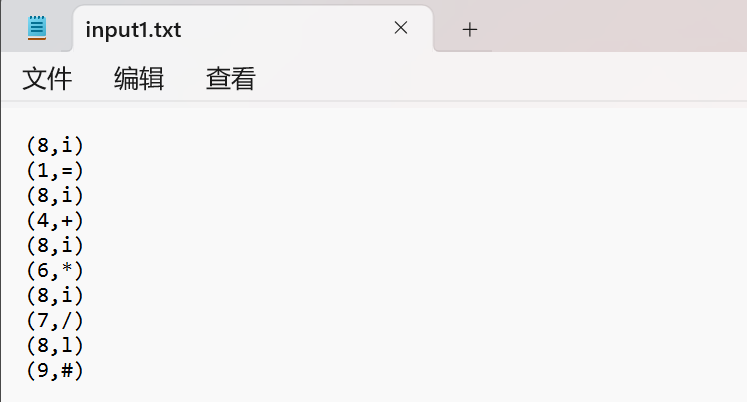 input1.txt
文件 编辑 查看
(8,i)
(1,=)
(8,i)
(4,+)
(8,i)
(6,*)
(8,i)
(7,/)
(8,l)
(9,#)